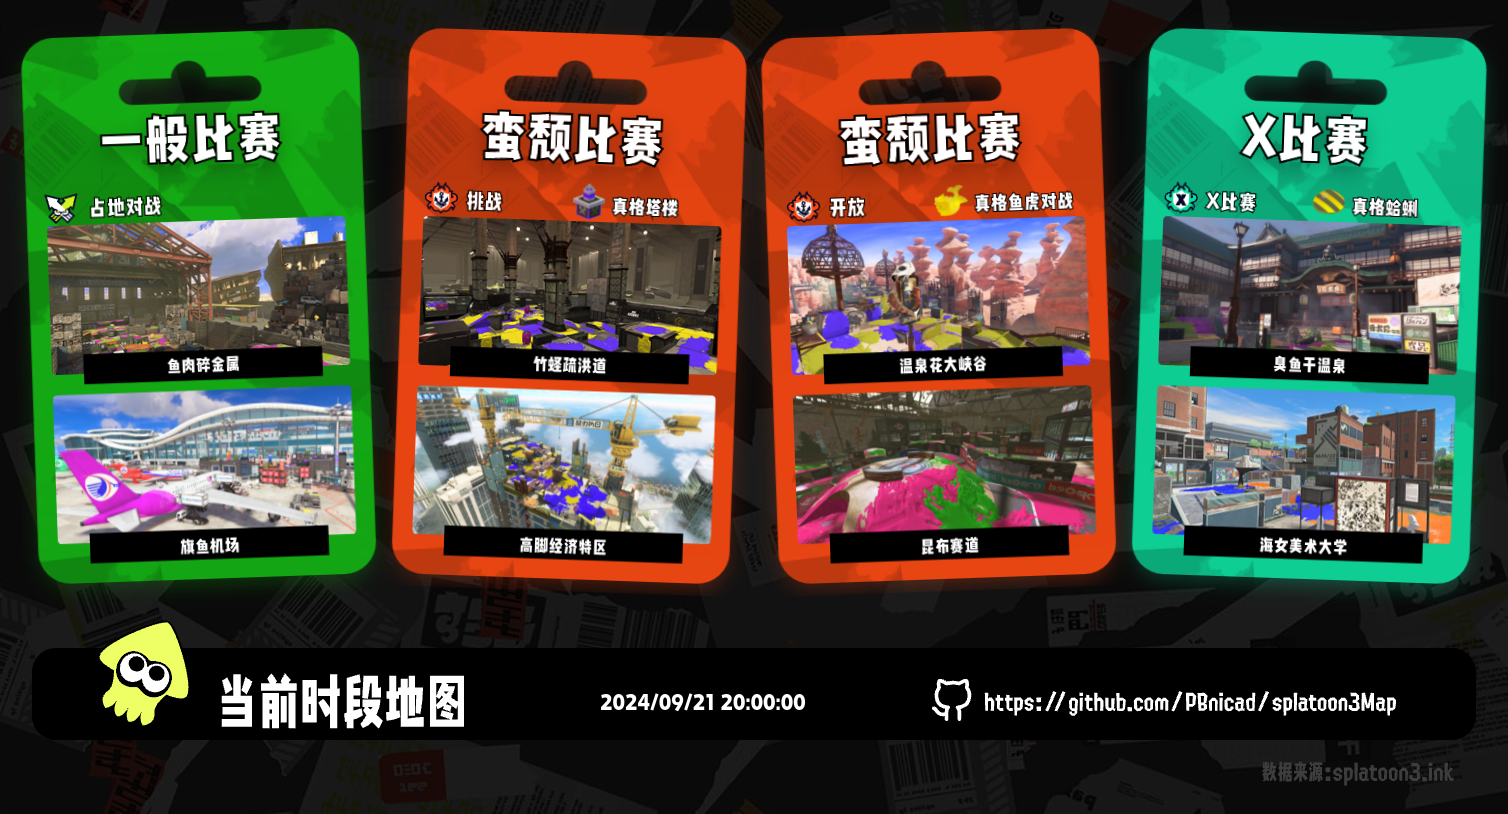 一般比赛
占地对战
鱼肉碎金属
旗鱼机场
蛮颓比赛
挑战
真格塔楼
竹蛏疏洪道
高脚经济特区
蛮颓比赛
开放
真格鱼虎对战
温泉花大峡谷
昆布赛道
X比赛
X比赛
真格蛤蜊
臭鱼干温泉
海女美术大学
当前时段地图
2024/09/21 20:00:00
https://github.com/PBnicad/splatoon3Map
数据来源:splatoon3.ink